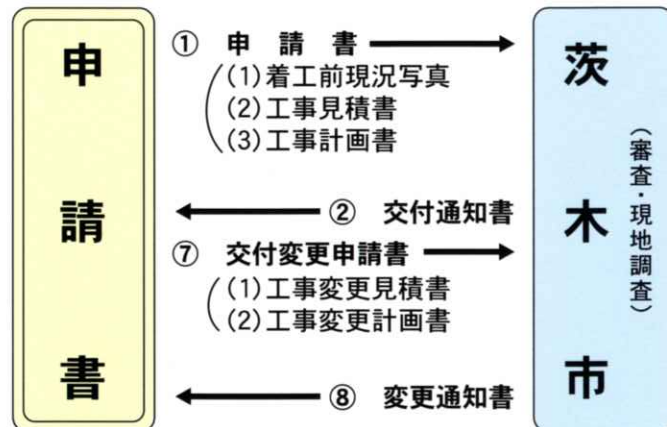 申請書
① 申請書
(1)着工前現況写真
(2)工事見積書
(3)工事計画書
② 交付通知書
⑦ 交付変更申請書
(1)工事変更見積書
(2)工事変更計画書
⑧ 変更通知書
茨木市
(審査・現地調査)